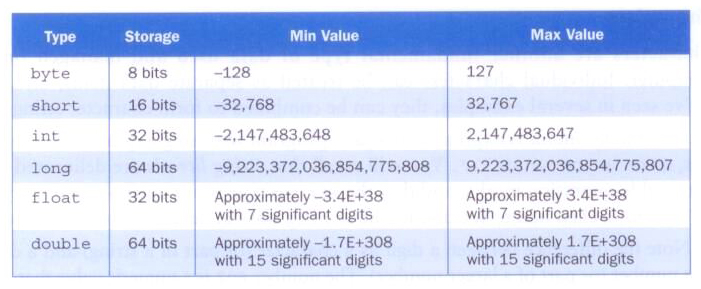 Type Storage Min Value Max Value
byte 8 bits –128 127
short 16 bits –32,768 32,767
int 32 bits –2,147,483,648 2,147,483,647
long 64 bits –9,223,372,036,854,775,808 9,223,372,036,854,775,807
float 32 bits Approximately –3.4E+38 Approximately 3.4E+38
with 7 significant digits with 7 significant digits
double 64 bits Approximately –1.7E+308 Approximately 1.7E+308
with 15 significant digits with 15 significant digits